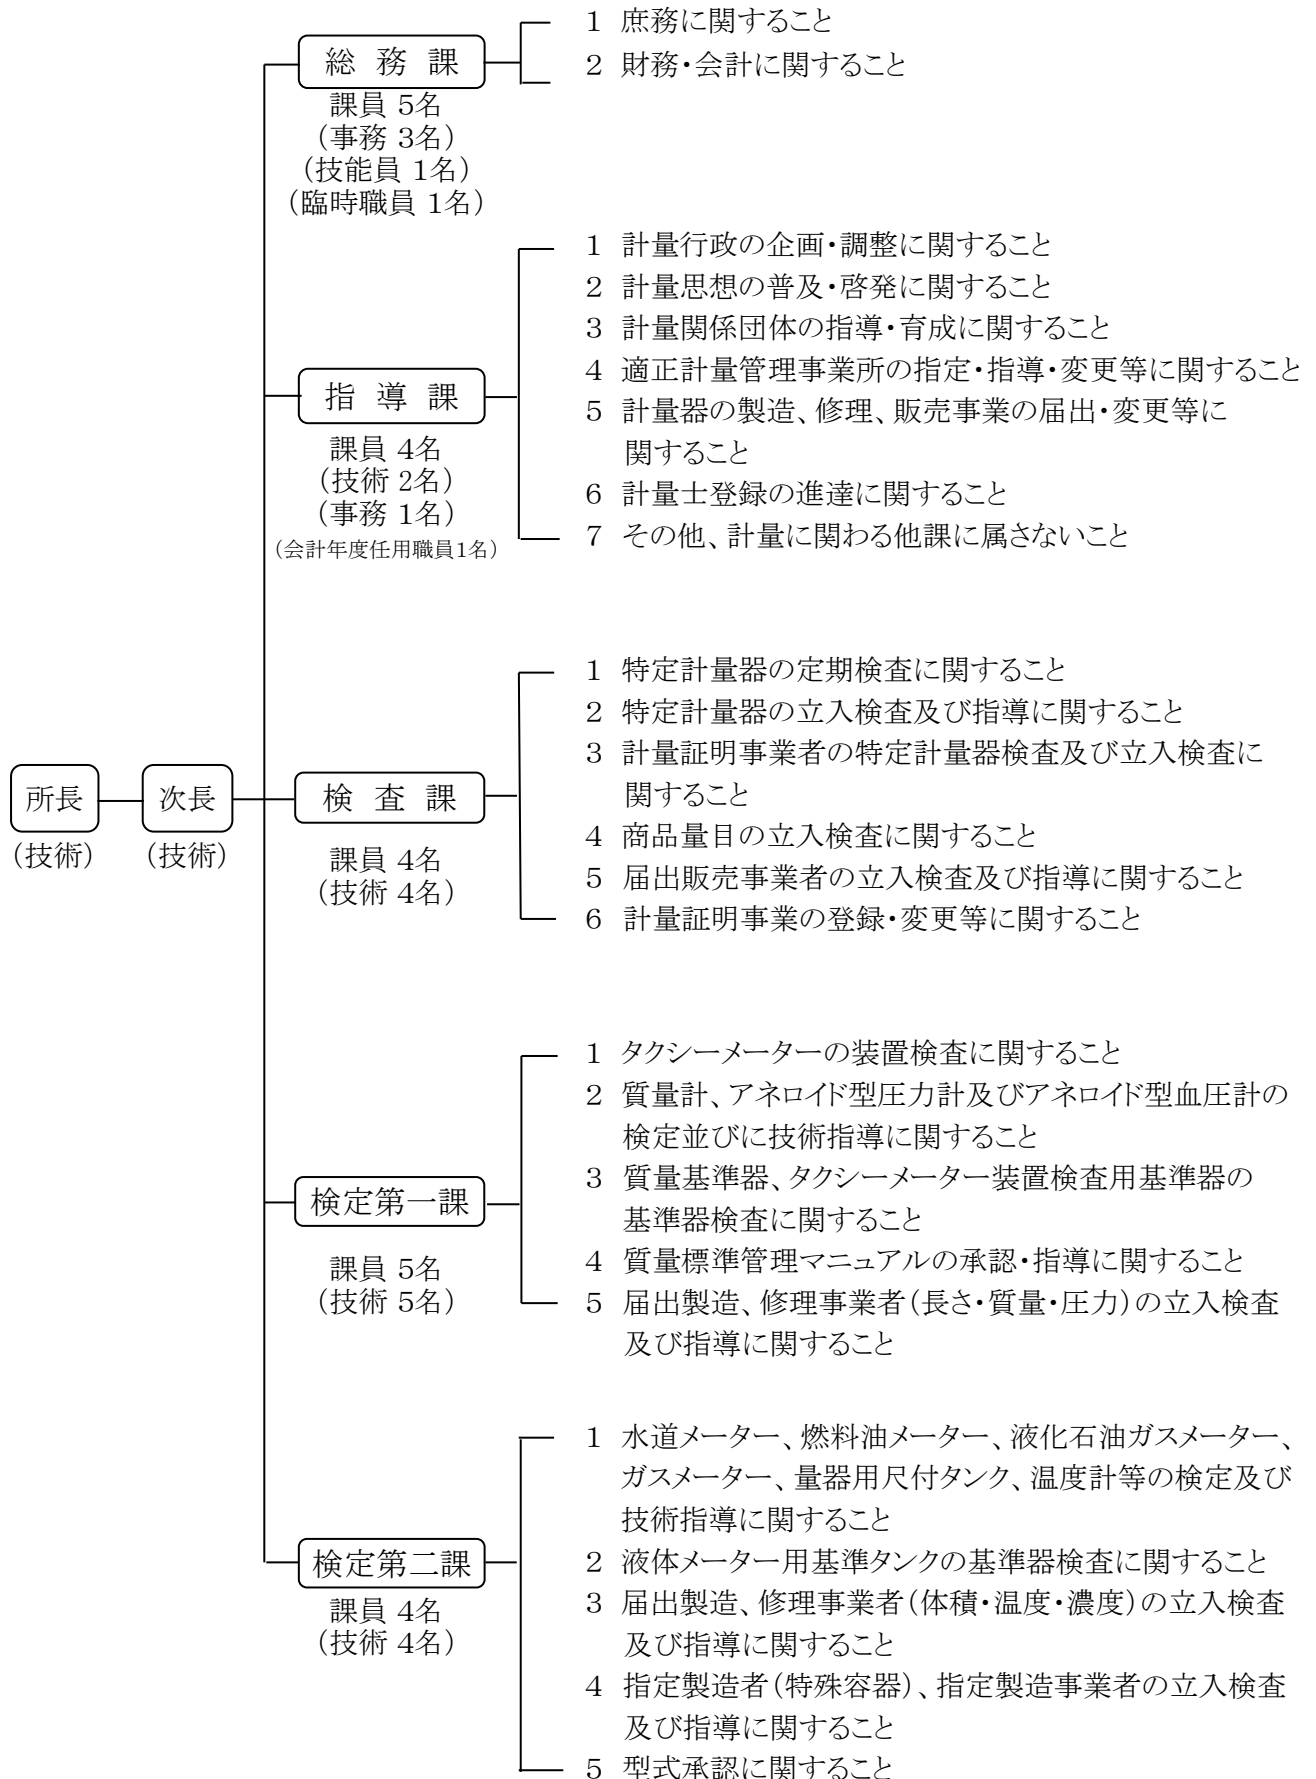 所長
(技術)
次長
(技術)
総務課
課員 5名
(事務 3名)
(技能員 1名)
(臨時職員 1名)
1 庶務に関すること
2 財務・会計に関すること
指導課
課員 4名
(技術 2名)
(事務 1名)
(会計年度任用職員1名)
1 計量行政の企画・調整に関すること
2 計量思想の普及・啓発に関すること
3 計量関係団体の指導・育成に関すること
4 適正計量管理事業所の指定・指導・変更等に関すること
5 計量器の製造、修理、販売事業の届出・変更等に
関すること
6 計量士登録の進達に関すること
7 その他、計量に関わる他課に属さないこと
検査課
課員 4名
(技術 4名)
1 特定計量器の定期検査に関すること
2 特定計量器の立入検査及び指導に関すること
3 計量証明事業者の特定計量器検査及び立入検査に
関すること
4 商品量目の立入検査に関すること
5 届出販売事業者の立入検査及び指導に関すること
6 計量証明事業の登録・変更等に関すること
検定第一課
課員 5名
(技術 5名)
1 タクシーメーターの装置検査に関すること
2 質量計、アネロイド型圧力計及びアネロイド型血圧計の
検定並びに技術指導に関すること
3 質量基準器、タクシーメーター装置検査用基準器の
基準器検査に関すること
4 質量標準管理マニュアルの承認・指導に関すること
5 届出製造、修理事業者(長さ・質量・圧力)の立入検査
及び指導に関すること
検定第二課
課員 4名
(技術 4名)
1 水道メーター、燃料油メーター、液化石油ガスメーター、
ガスメーター、量器用尺付タンク、温度計等の検定及び
技術指導に関すること
2 液体メーター用基準タンクの基準器検査に関すること
3 届出製造、修理事業者(体積・温度・濃度)の立入検査
及び指導に関すること
4 指定製造者(特殊容器)、指定製造事業者の立入検査
及び指導に関すること
5 型式承認に関すること